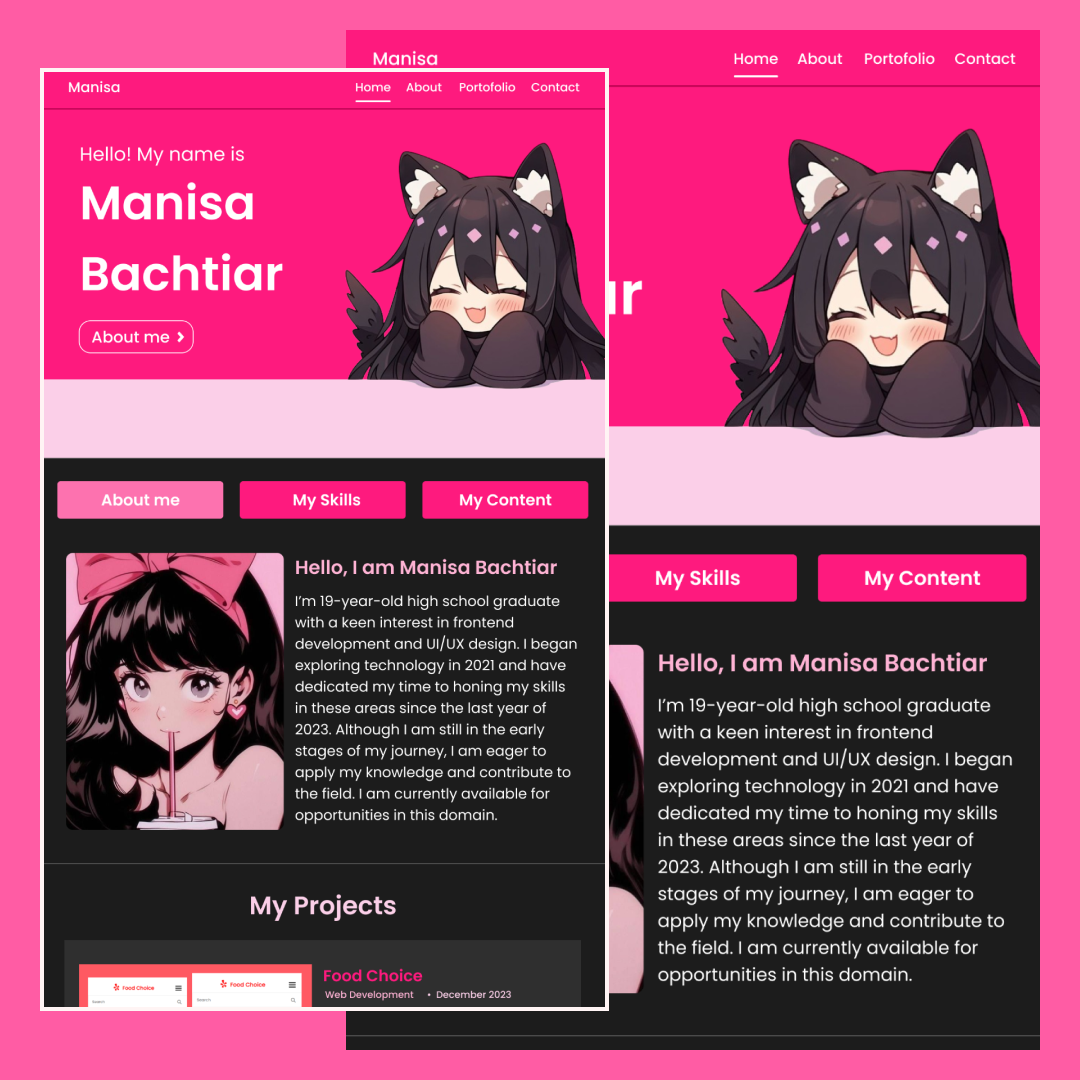 Manisa
Home About Portofolio Contact
Manisa
Home About Portofolio Contact
Hello! My name is
Manisa
Bachtiar
About me
About me
My Skills
My Content
Hello, I am Manisa Bachtiar
I’m 19-year-old high school graduate
with a keen interest in frontend
development and UI/UX design. I began
exploring technology in 2021 and have
dedicated my time to honing my skills
in these areas since the last year of
2023. Although I am still in the early
stages of my journey, I am eager to
apply my knowledge and contribute to
the field. I am currently available for
opportunities in this domain.
My Projects
Food Choice
Search
Food Choice
Search
Food Choice
Web Development • December 2023
ar
My Skills
My Content
Hello, I am Manisa Bachtiar
I’m 19-year-old high school graduate
with a keen interest in frontend
development and UI/UX design. I began
exploring technology in 2021 and have
dedicated my time to honing my skills
in these areas since the last year of
2023. Although I am still in the early
stages of my journey, I am eager to
apply my knowledge and contribute to
the field. I am currently available for
opportunities in this domain.